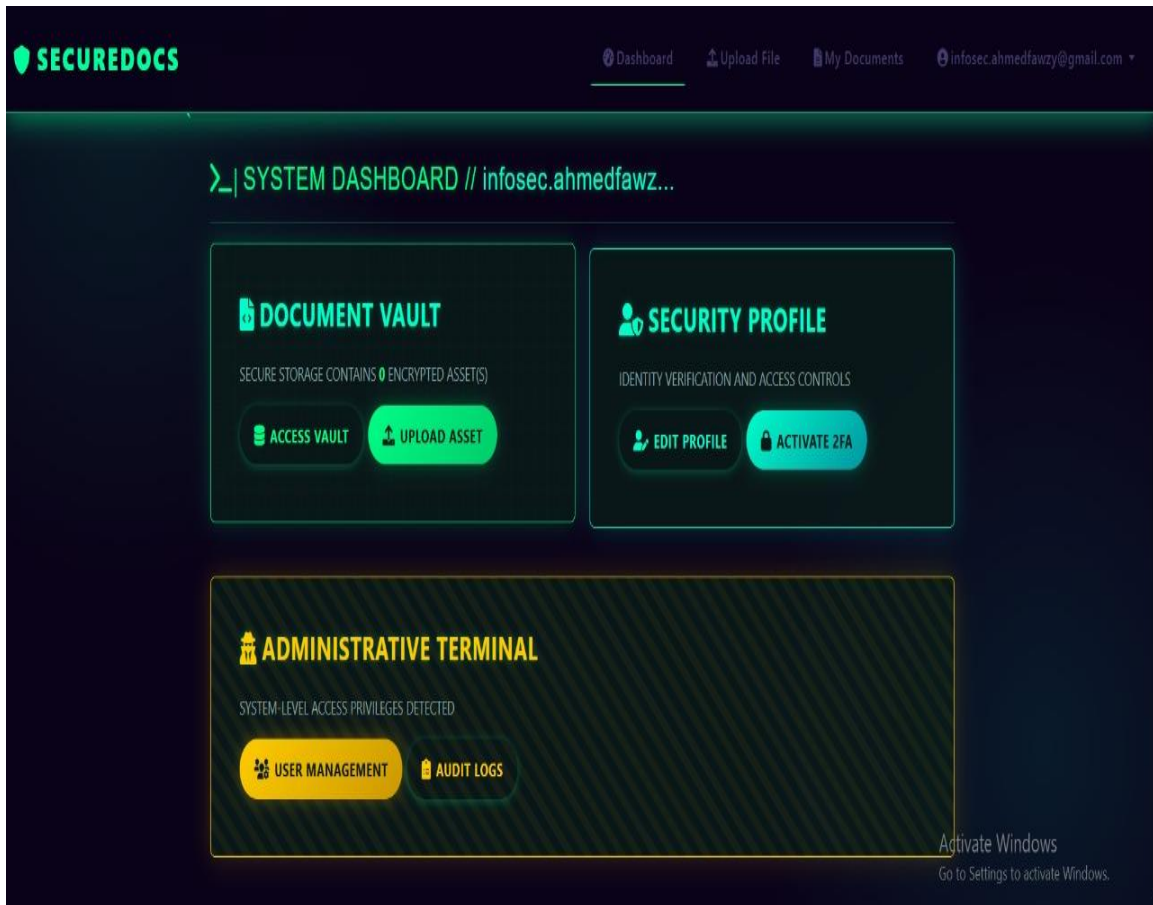 SECUREDOCS
Dashboard Upload File My Documents infosec.ahmedfawzy@gmail.com
>_| SYSTEM DASHBOARD // infosec.ahmedfawz...
DOCUMENT VAULT
SECURE STORAGE CONTAINS 0 ENCRYPTED ASSET(S)
ACCESS VAULT UPLOAD ASSET
SECURITY PROFILE
IDENTITY VERIFICATION AND ACCESS CONTROLS
EDIT PROFILE ACTIVATE 2FA
ADMINISTRATIVE TERMINAL
SYSTEM-LEVEL ACCESS PRIVILEGES DETECTED
USER MANAGEMENT AUDIT LOGS
Activate Windows
Go to Settings to activate Windows.